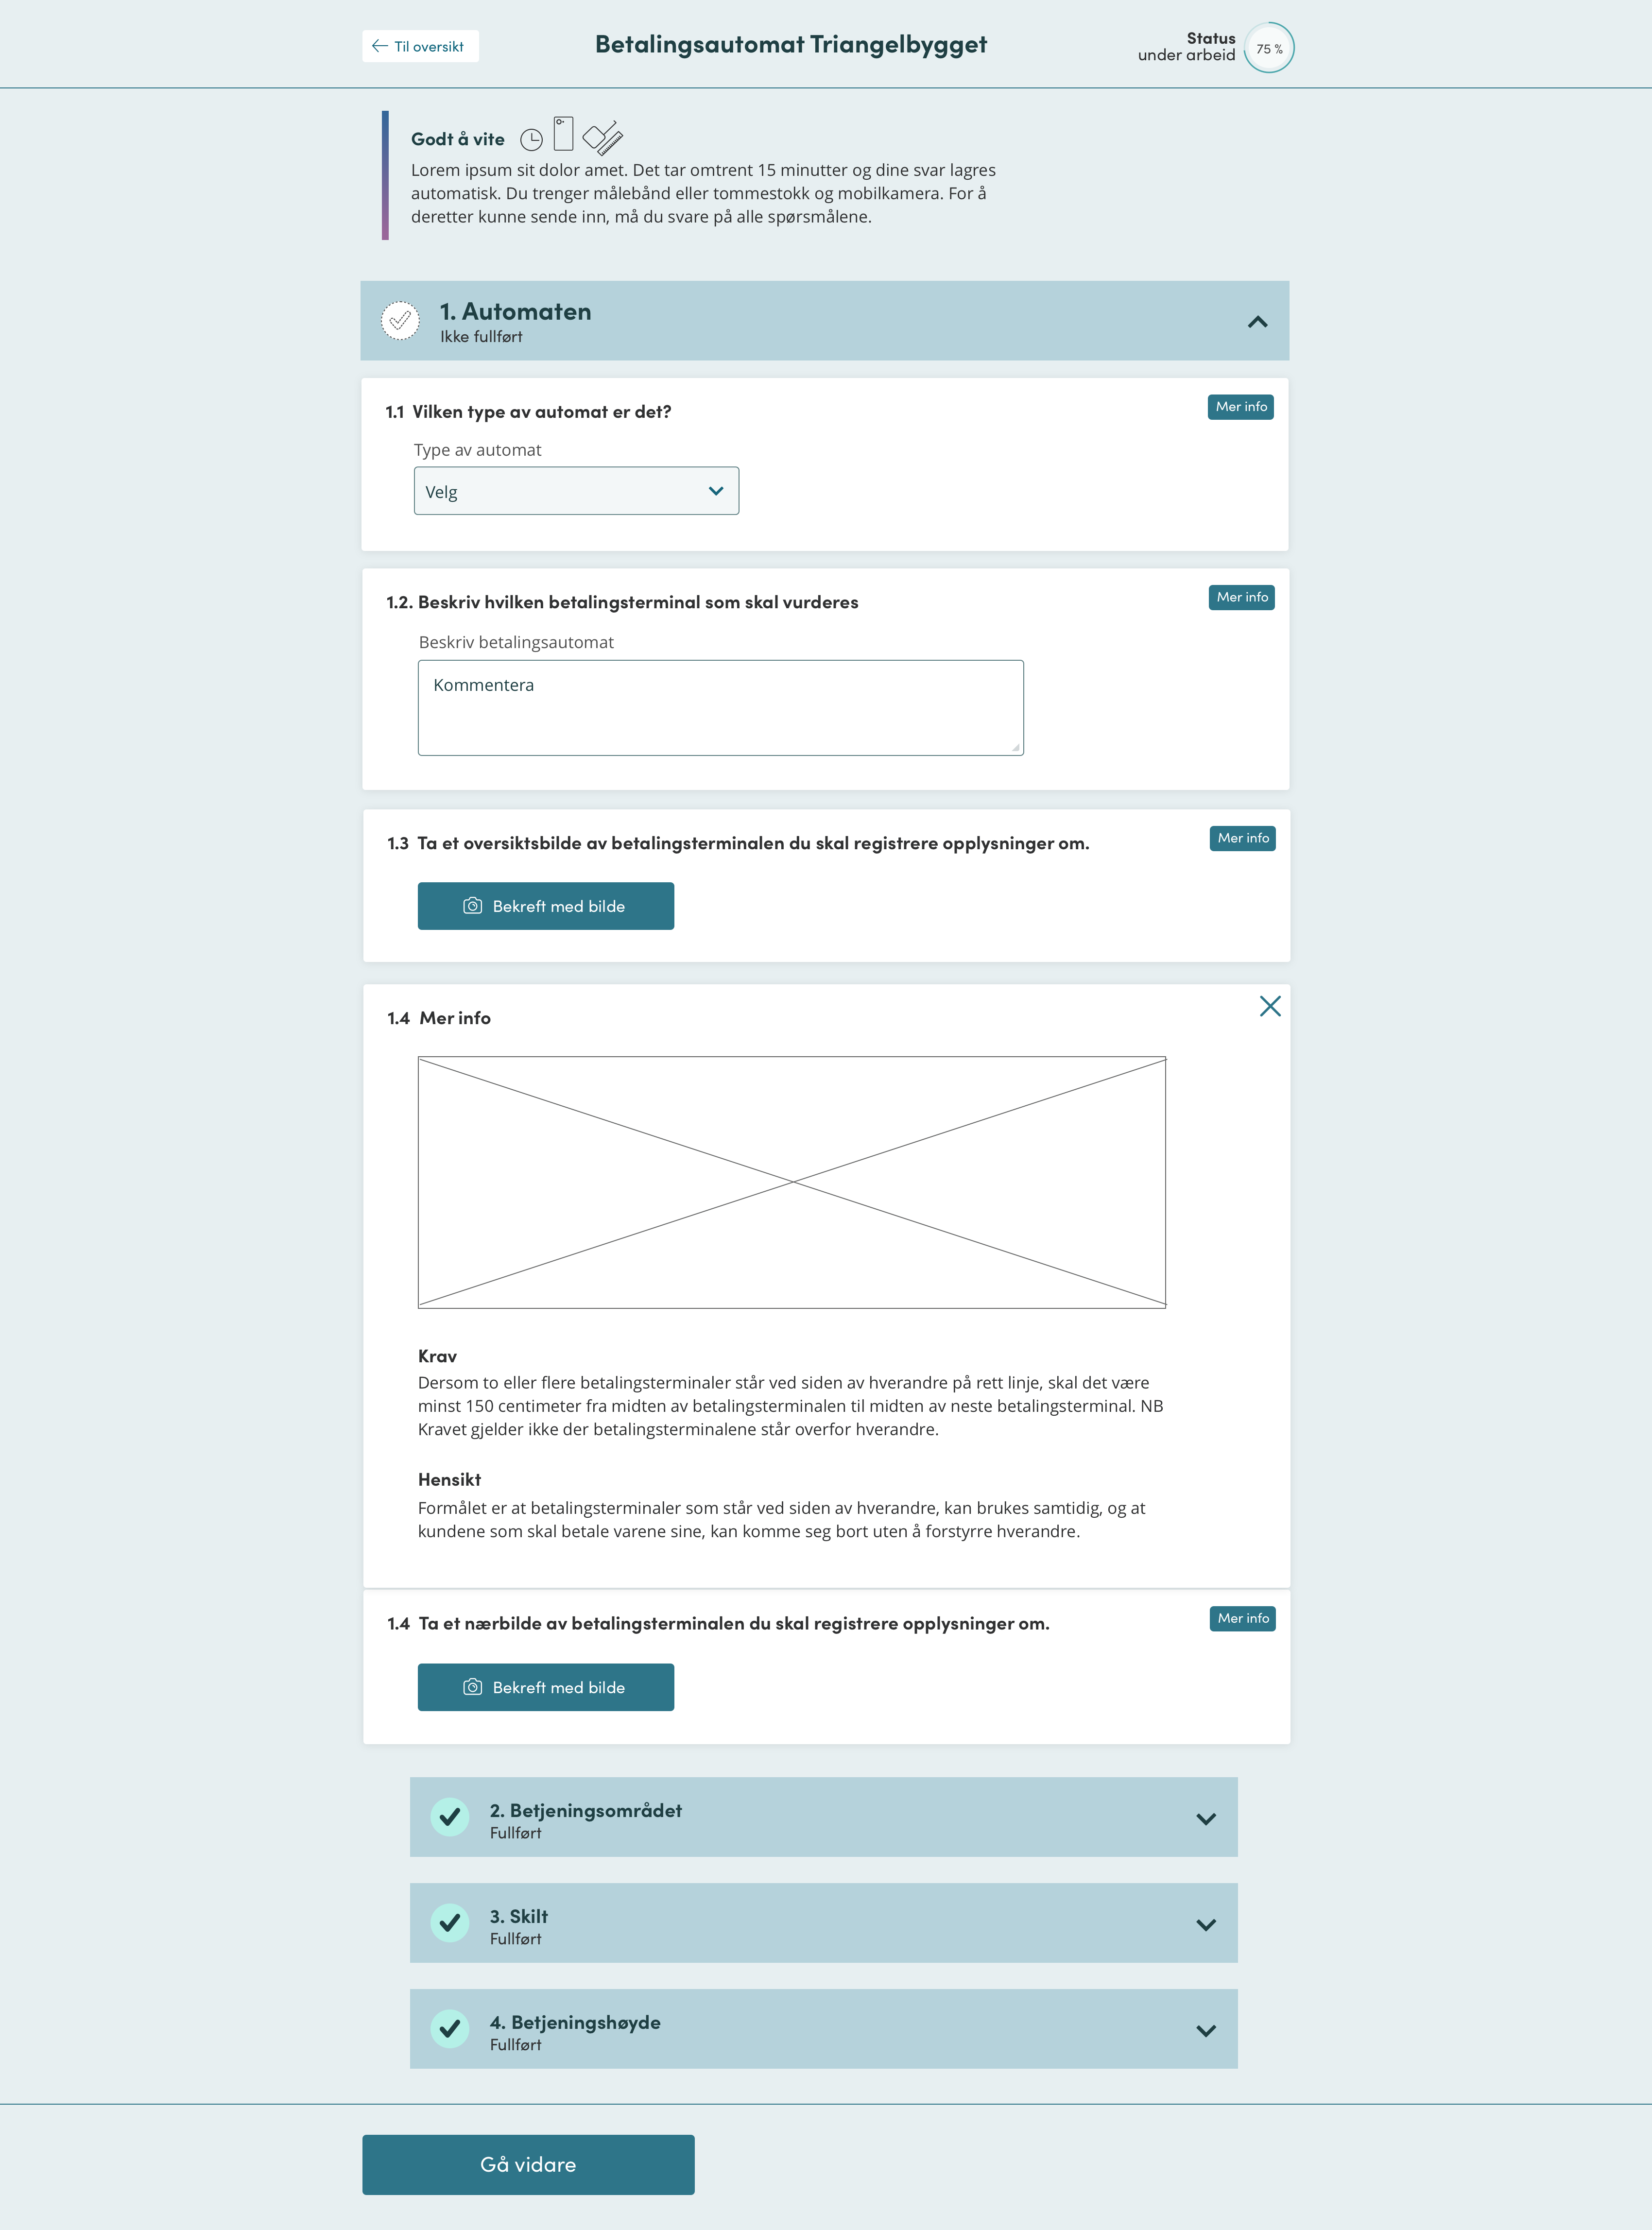 Til oversikt
Betalingsautomat Triangelbygget
Status
under arbeid
75 %
Godt å vite
Lorem ipsum sit dolor amet. Det tar omtrent 15 minutter og dine svar lagres
automatisk. Du trenger målebånd eller tommestokk og mobilkamera. For å
deretter kunne sende inn, må du svare på alle spørsmålene.
1. Automaten
Ikke fullført
1.1 Vilken type av automat er det?
Mer info
Type av automat
Velg
1.2. Beskriv hvilken betalingsterminal som skal vurderes
Mer info
Beskriv betalingsautomat
Kommentera
1.3 Ta et oversiktsbilde av betalingsterminalen du skal registrere opplysninger om.
Mer info
Bekreft med bilde
1.4 Mer info
Krav
Dersom to eller flere betalingsterminaler står ved siden av hverandre på rett linje, skal det være
minst 150 centimeter fra midten av betalingsterminalen til midten av neste betalingsterminal. NB
Kravet gjelder ikke der betalingsterminalene står overfor hverandre.
Hensikt
Formålet er at betalingsterminaler som står ved siden av hverandre, kan brukes samtidig, og at
kundene som skal betale varene sine, kan komme seg bort uten å forstyrre hverandre.
1.4 Ta et nærbilde av betalingsterminalen du skal registrere opplysninger om.
Mer info
Bekreft med bilde
2. Betjeningsområdet
Fullført
3. Skilt
Fullført
4. Betjeningshøyde
Fullført
Gå vidare